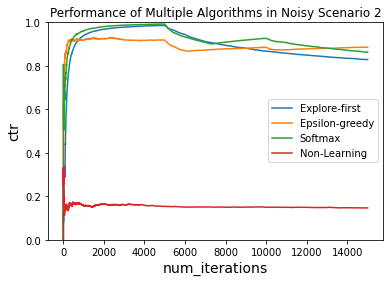 Performance of Multiple Algorithms in Noisy Scenario 2
1.0
0.8
0.6
0.4
0.2
0.0
ctr
Explore-first
Epsilon-greedy
Softmax
Non-Learning
0 2000 4000 6000 8000 10000 12000 14000
num_iterations